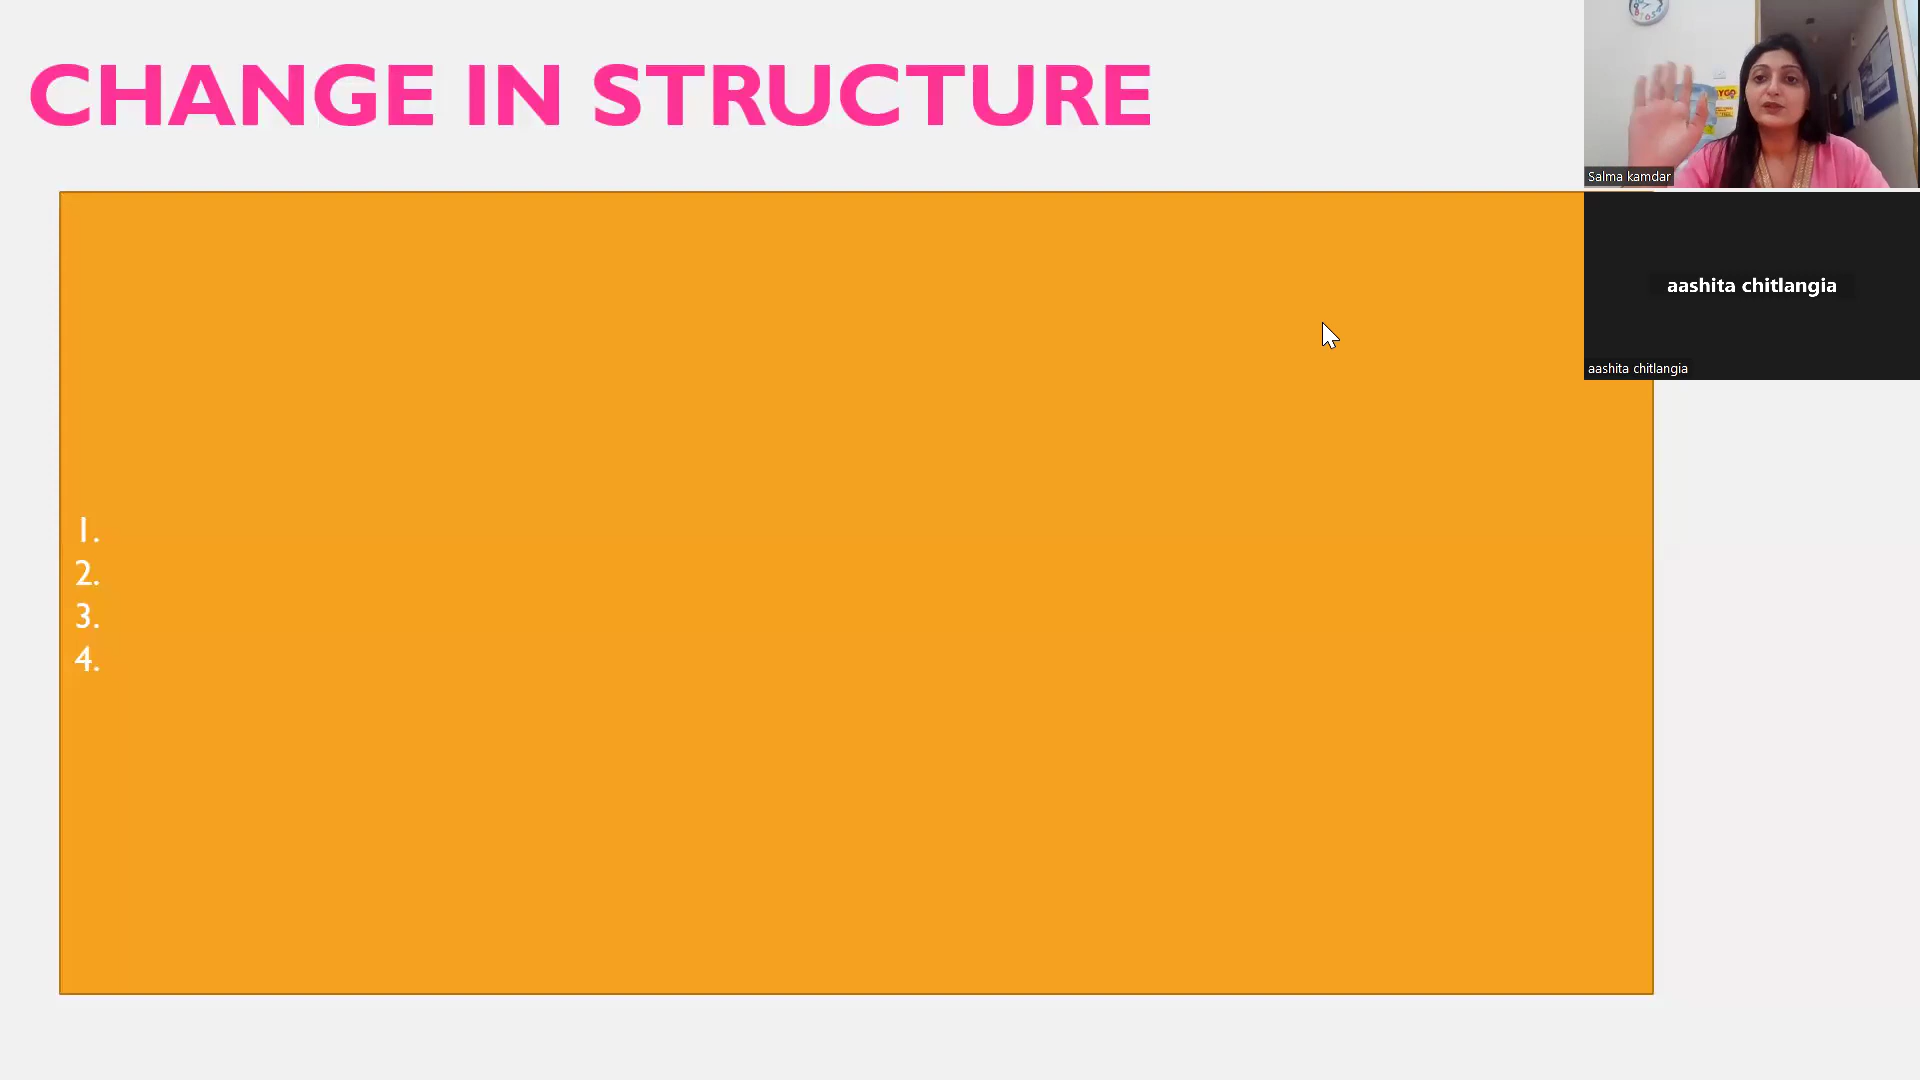 CHANGE IN STRUCTURE
Salma kamdar
aashita chitlangia
aashita chitlangia
1.
2.
3.
4.